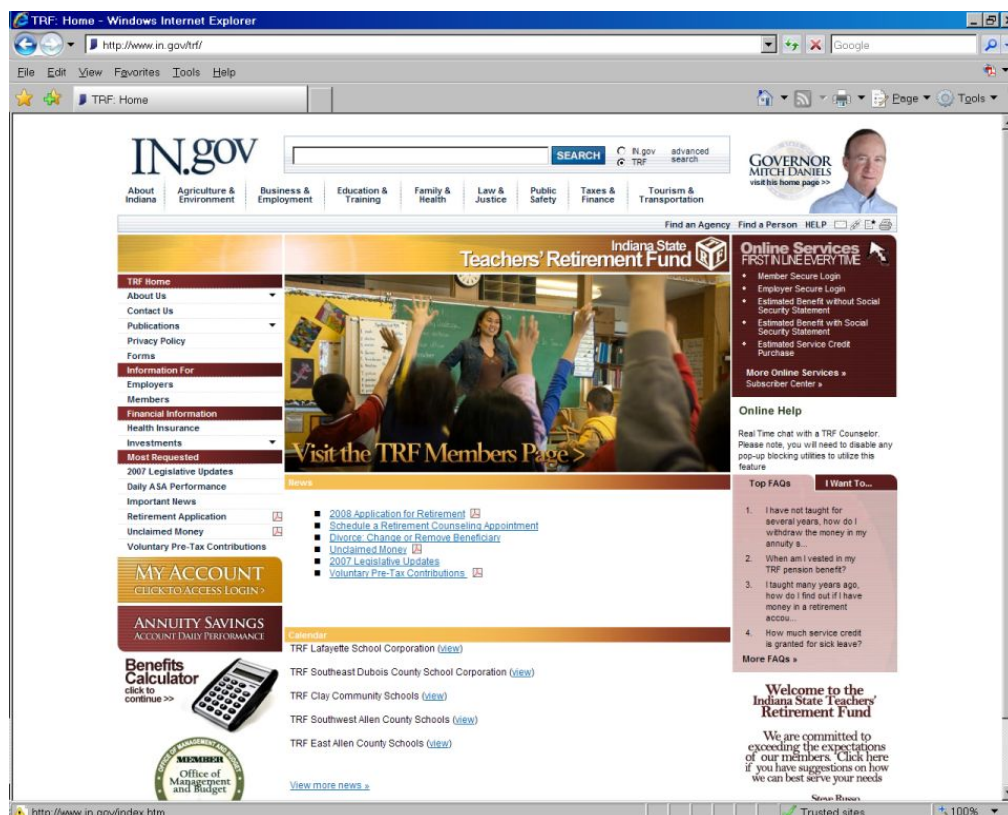 TRF: Home - Windows Internet Explorer
http://www.in.gov/trf/
Google
File Edit View Favorites Tools Help
TRF: Home
Page Tools
IN.gov
SEARCH
IN.gov
TRF
advanced
search
GOVERNOR
MITCH DANIELS
visit his home page >>
About
Indiana
Agriculture &
Environment
Business &
Employment
Education &
Training
Family &
Health
Law &
Justice
Public
Safety
Taxes &
Finance
Tourism &
Transportation
Find an Agency Find a Person HELP
Indiana State
Teachers' Retirement Fund
TRF
TRF Home
About Us
Contact Us
Publications
Privacy Policy
Forms
Information For
Employers
Members
Financial Information
Health Insurance
Investments
Most Requested
2007 Legislative Updates
Daily ASA Performance
Important News
Retirement Application
Unclaimed Money
Voluntary Pre-Tax Contributions
MY ACCOUNT
CLICK TO ACCESS LOGIN >
ANNUITY SAVINGS
ACCOUNT DAILY PERFORMANCE
Benefits
Calculator
click to
continue >>
OFFICE OF MANAGEMENT AND BUDGET
MEMBER
Office of
Management
and Budget
Visit the TRF Members Page >
News
2008 Application for Retirement
Schedule a Retirement Counseling Appointment
Divorce: Change or Remove Beneficiary
Unclaimed Money
2007 Legislative Updates
Voluntary Pre-Tax Contributions
Calendar
TRF Lafayette School Corporation (view)
TRF Southeast Dubois County School Corporation (view)
TRF Clay Community Schools (view)
TRF Southwest Allen County Schools (view)
TRF East Allen County Schools (view)
View more news »
Online Services
FIRST IN LINE EVERY TIME
Member Secure Login
Employer Secure Login
Estimated Benefit without Social
Security Statement
Estimated Benefit with Social
Security Statement
Estimated Service Credit
Purchase
More Online Services »
Subscriber Center »
Online Help
Real Time chat with a TRF Counselor.
Please note, you will need to disable any
pop-up blocking utilities to utilize this
feature
Top FAQs I Want To...
1. I have not taught for
several years, how do I
withdraw the money in my
annuity s...
2. When am I vested in my
TRF pension benefit?
3. I taught many years ago,
how do I find out if I have
money in a retirement
accou...
4. How much service credit
is granted for sick leave?
More FAQs »
Welcome to the
Indiana State Teachers'
Retirement Fund
We are committed to
exceeding the expectations
of our members. Click here
if you have suggestions on how
we can best serve your needs
Steve Russo
http://www.in.gov/index.htm
Trusted sites
100%